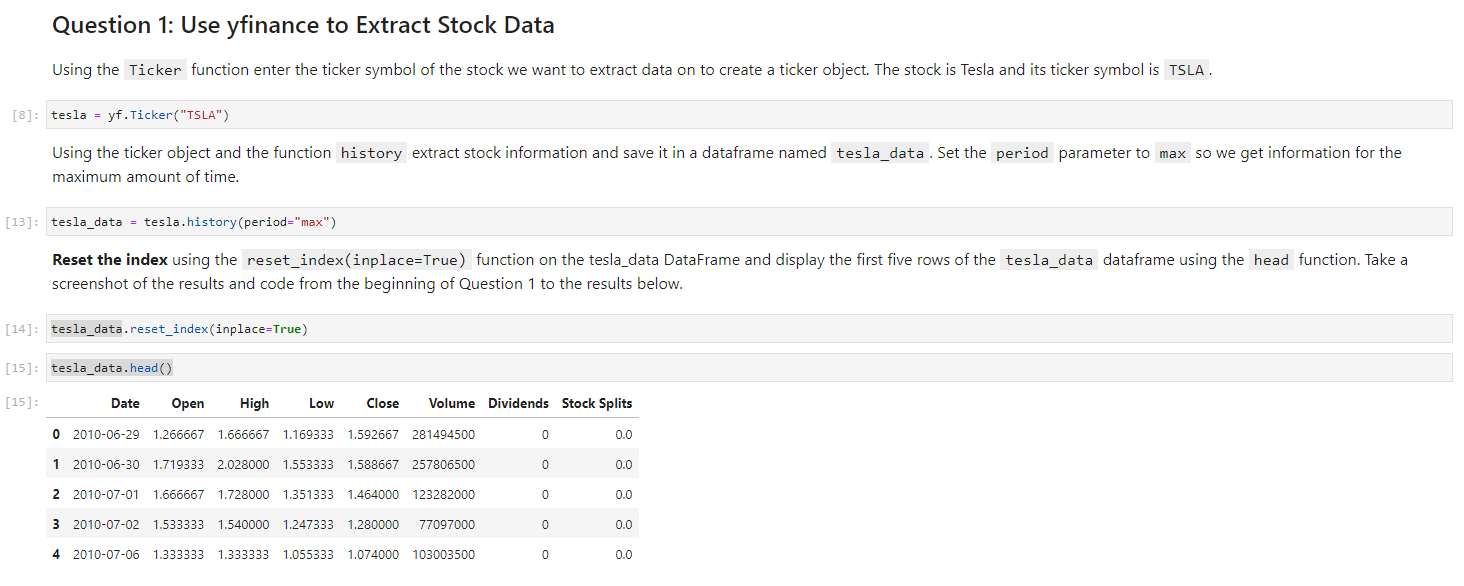 Question 1: Use yfinance to Extract Stock Data
Using the Ticker function enter the ticker symbol of the stock we want to extract data on to create a ticker object. The stock is Tesla and its ticker symbol is TSLA.
[8]: tesla = yf.Ticker("TSLA")
Using the ticker object and the function history extract stock information and save it in a dataframe named tesla_data. Set the period parameter to max so we get information for the
maximum amount of time.
[13]: tesla_data = tesla.history(period="max")
Reset the index using the reset_index(inplace=True) function on the tesla_data DataFrame and display the first five rows of the tesla_data dataframe using the head function. Take a
screenshot of the results and code from the beginning of Question 1 to the results below.
[14]: tesla_data.reset_index(inplace=True)
[15]: tesla_data.head()
[15]: Date Open High Low Close Volume Dividends Stock Splits
0 2010-06-29 1.266667 1.666667 1.169333 1.592667 281494500 0 0.0
1 2010-06-30 1.719333 2.028000 1.553333 1.588667 257806500 0 0.0
2 2010-07-01 1.666667 1.728000 1.351333 1.464000 123282000 0 0.0
3 2010-07-02 1.533333 1.540000 1.247333 1.280000 77097000 0 0.0
4 2010-07-06 1.333333 1.333333 1.055333 1.074000 103003500 0 0.0